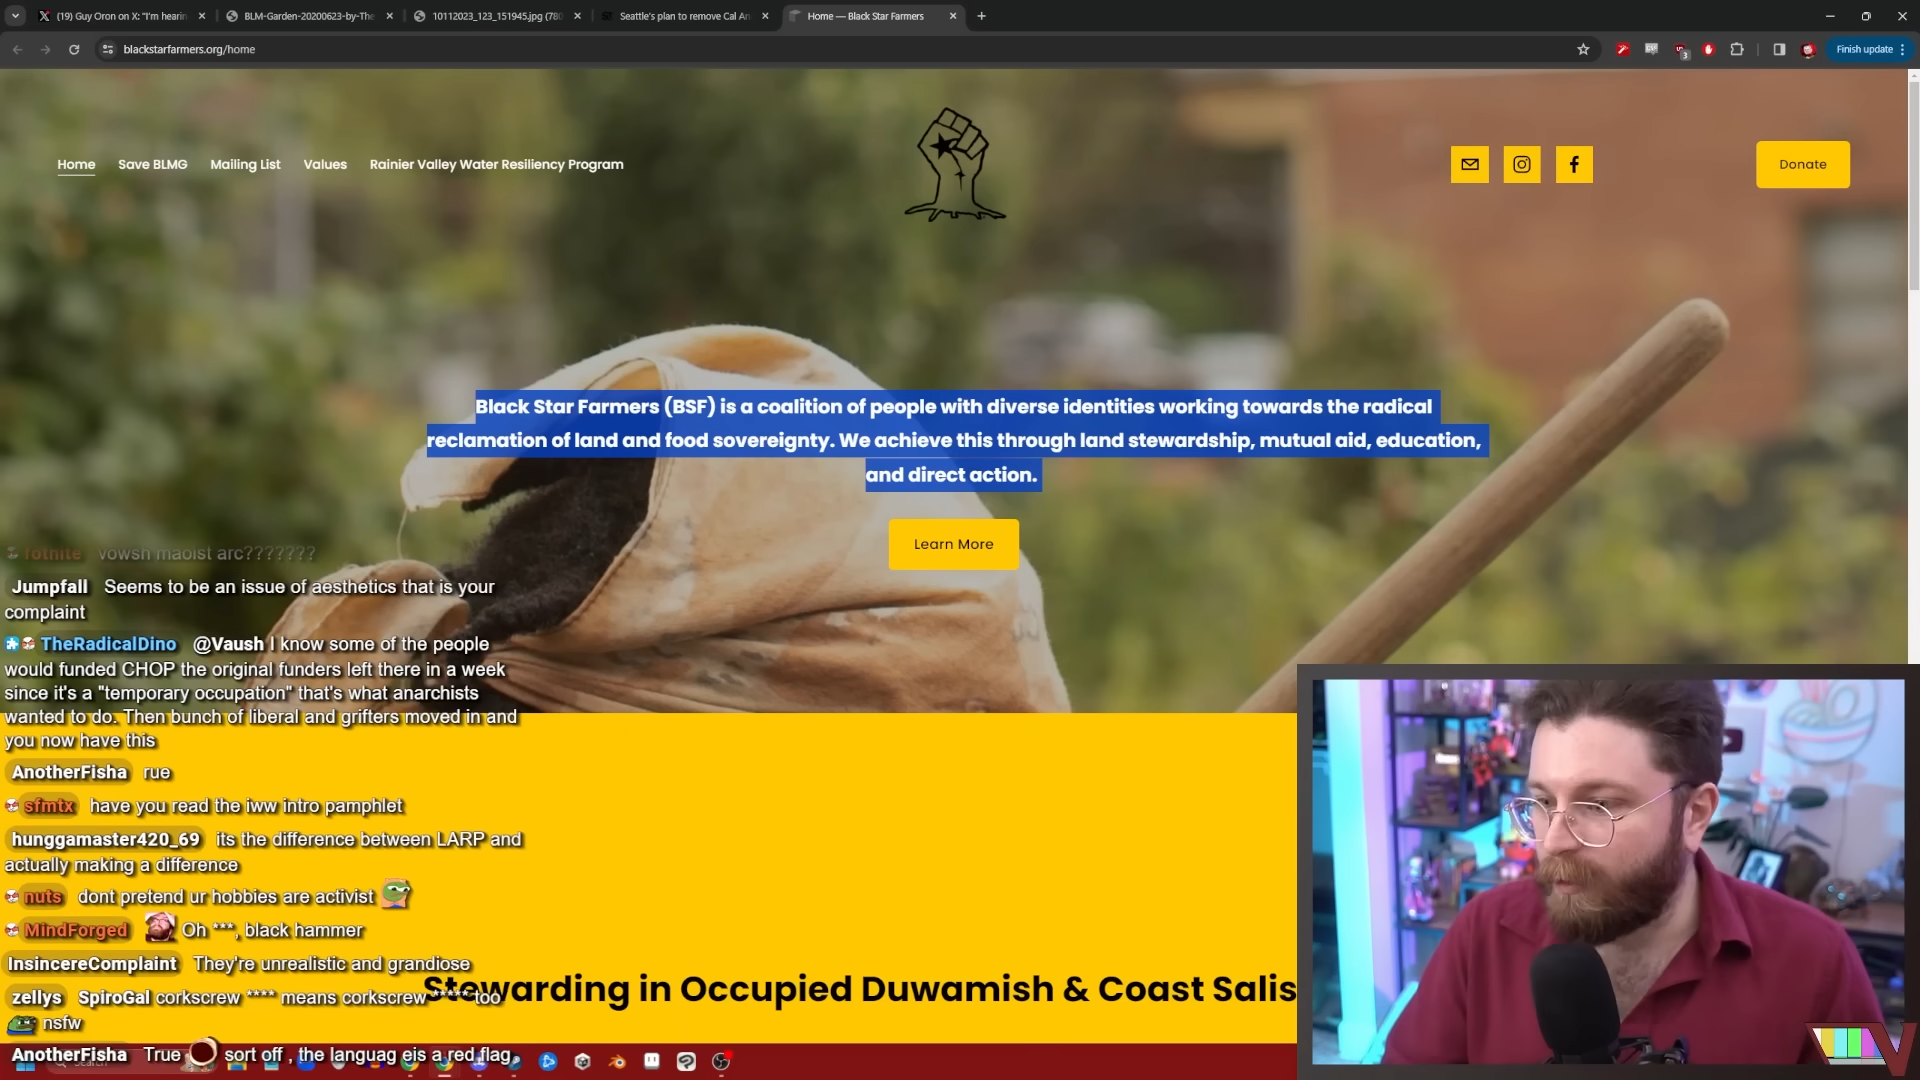 (19) Guy Oron on X: "I'm hearin
BLM-Garden-20200623-by-The
10112023_123_151945.jpg (780
Seattle's plan to remove Cal An
Home — Black Star Farmers
blackstarfarmers.org/home
3
Finish update
Home
Save BLMG
Mailing List
Values
Rainier Valley Water Resiliency Program
Donate
Black Star Farmers (BSF) is a coalition of people with diverse identities working towards the radical
reclamation of land and food sovereignty. We achieve this through land stewardship, mutual aid, education,
and direct action.
Learn More
fotnite vowsh maoist arc???????
Jumpfall Seems to be an issue of aesthetics that is your
complaint
TheRadicalDino @Vaush I know some of the people
would funded CHOP the original funders left there in a week
since it's a "temporary occupation" that's what anarchists
wanted to do. Then bunch of liberal and grifters moved in and
you now have this
AnotherFisha rue
sfmtx have you read the iww intro pamphlet
hunggamaster420_69 its the difference between LARP and
actually making a difference
nuts dont pretend ur hobbies are activist
MindForged Oh ***, black hammer
InsincereComplaint They're unrealistic and grandiose
Stewarding in Occupied Duwamish & Coast Salis
zellys SpiroGal corkscrew **** means corkscrew ***** too
nsfw
AnotherFisha True sort off , the languag eis a red flag
Search